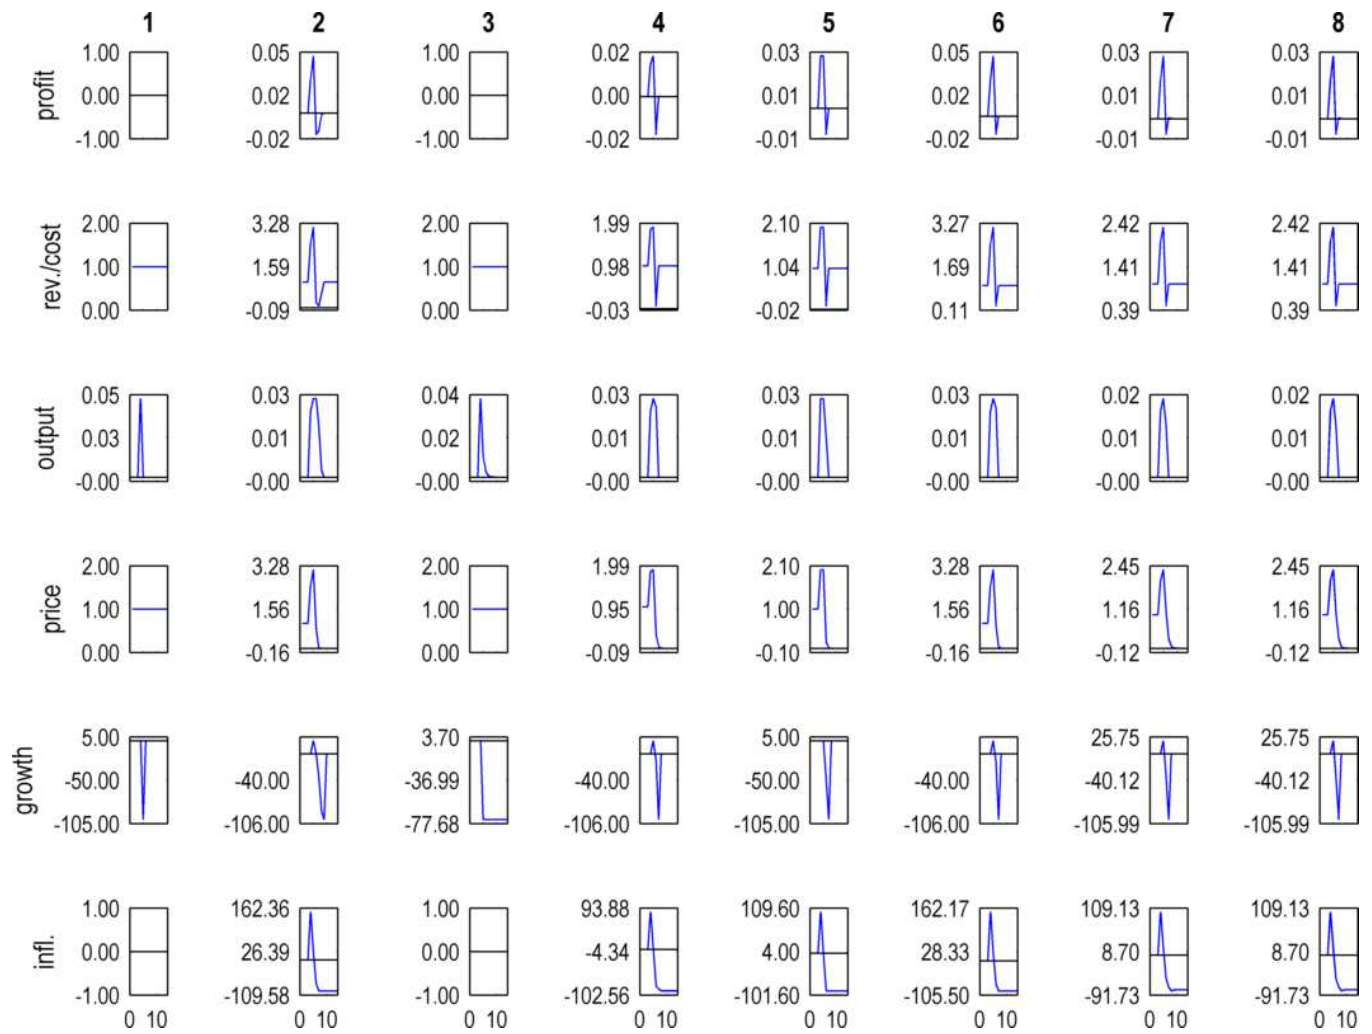 1 2 3 4 5 6 7 8
1.00 0.05 1.00 0.02 0.03 0.05 0.03 0.03
profit 0.00 0.02 0.00 0.00 0.01 0.02 0.01 0.01
-1.00 -0.02 -1.00 -0.02 -0.01 -0.02 -0.01 -0.01
2.00 3.28 2.00 1.99 2.10 3.27 2.42 2.42
rev./cost 1.00 1.59 1.00 0.98 1.04 1.69 1.41 1.41
0.00 -0.09 0.00 -0.03 -0.02 0.11 0.39 0.39
0.05 0.03 0.04 0.03 0.03 0.03 0.02 0.02
output 0.03 0.01 0.02 0.01 0.01 0.01 0.01 0.01
-0.00 -0.00 -0.00 -0.00 -0.00 -0.00 -0.00 -0.00
2.00 3.28 2.00 1.99 2.10 3.28 2.45 2.45
price 1.00 1.56 1.00 0.95 1.00 1.56 1.16 1.16
0.00 -0.16 0.00 -0.09 -0.10 -0.16 -0.12 -0.12
5.00 3.70 5.00 25.75 25.75
growth -50.00 -40.00 -36.99 -40.00 -50.00 -40.00 -40.12 -40.12
-105.00 -106.00 -77.68 -106.00 -105.00 -106.00 -105.99 -105.99
1.00 162.36 1.00 93.88 109.60 162.17 109.13 109.13
infl. 0.00 26.39 0.00 -4.34 4.00 28.33 8.70 8.70
-1.00 -109.58 -1.00 -102.56 -101.60 -105.50 -91.73 -91.73
0 10 0 10 0 10 0 10 0 10 0 10 0 10 0 10